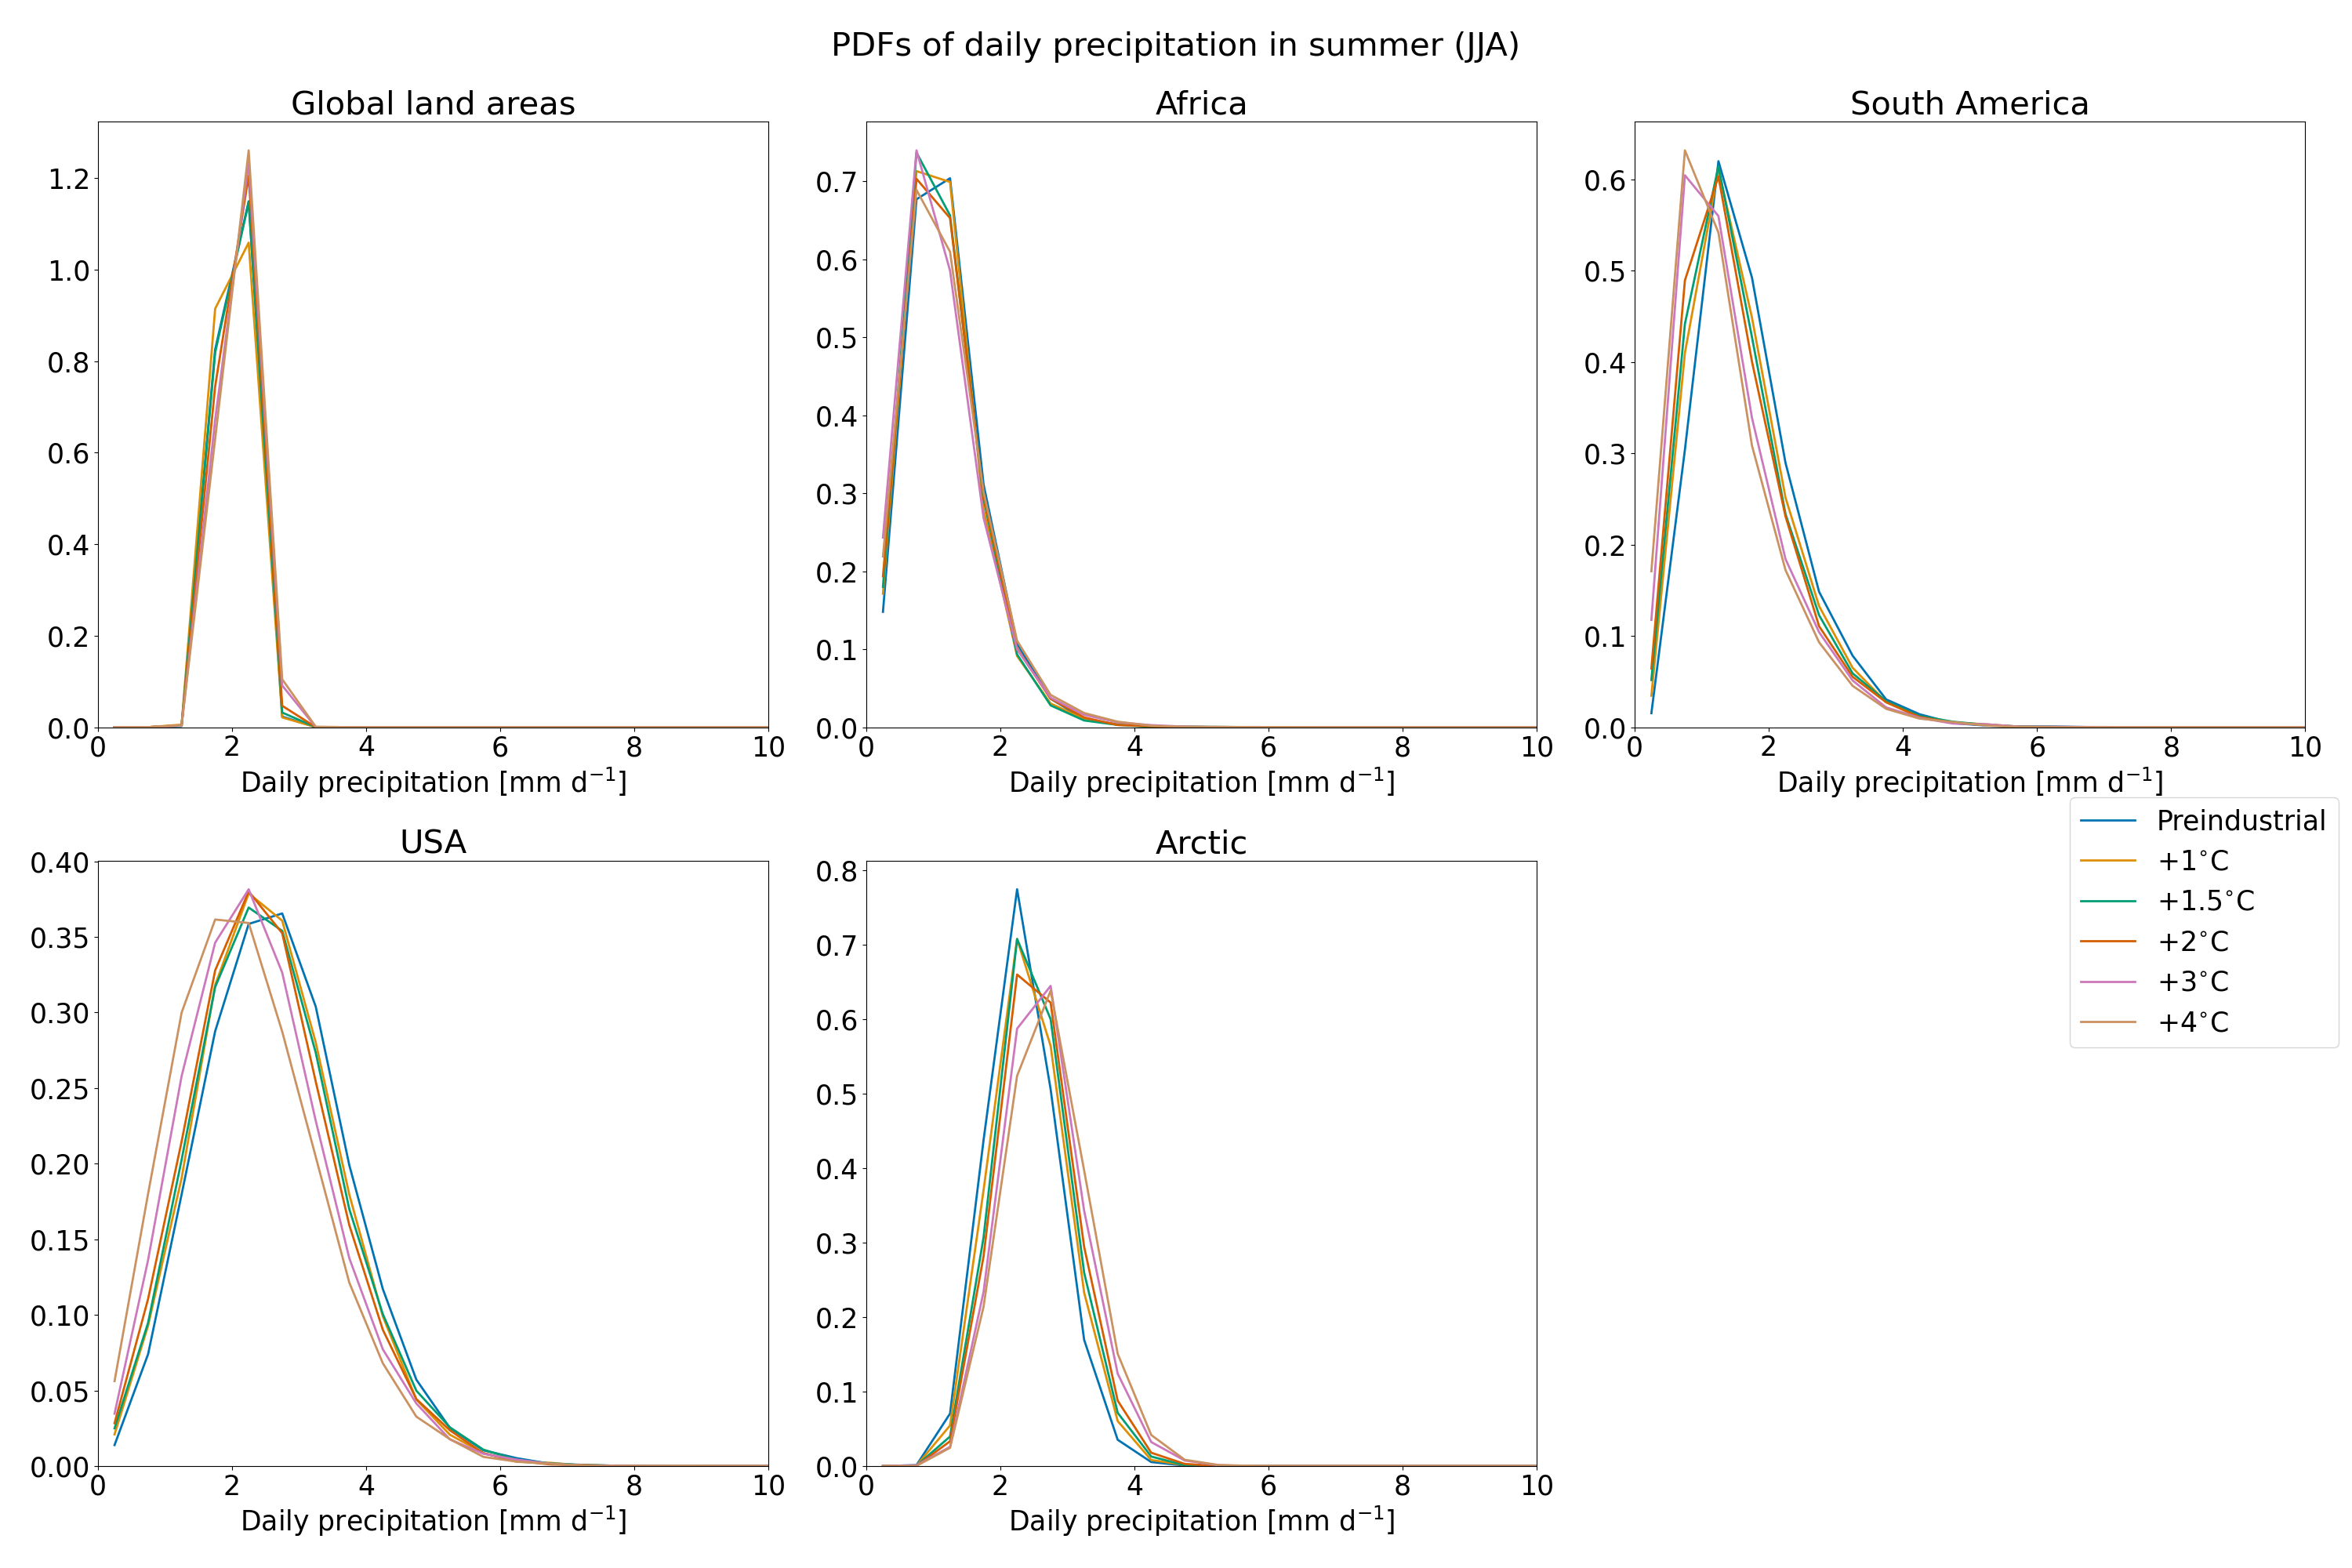 PDFs of daily precipitation in summer (JJA)
Global land areas
1.2
1.0
0.8
0.6
0.4
0.2
0.0
0 2 4 6 8 10
Daily precipitation [mm d⁻¹]
Africa
0.7
0.6
0.5
0.4
0.3
0.2
0.1
0.0
0 2 4 6 8 10
Daily precipitation [mm d⁻¹]
South America
0.6
0.5
0.4
0.3
0.2
0.1
0.0
0 2 4 6 8 10
Daily precipitation [mm d⁻¹]
USA
0.40
0.35
0.30
0.25
0.20
0.15
0.10
0.05
0.00
0 2 4 6 8 10
Daily precipitation [mm d⁻¹]
Arctic
0.8
0.7
0.6
0.5
0.4
0.3
0.2
0.1
0.0
0 2 4 6 8 10
Daily precipitation [mm d⁻¹]
Preindustrial
+1°C
+1.5°C
+2°C
+3°C
+4°C